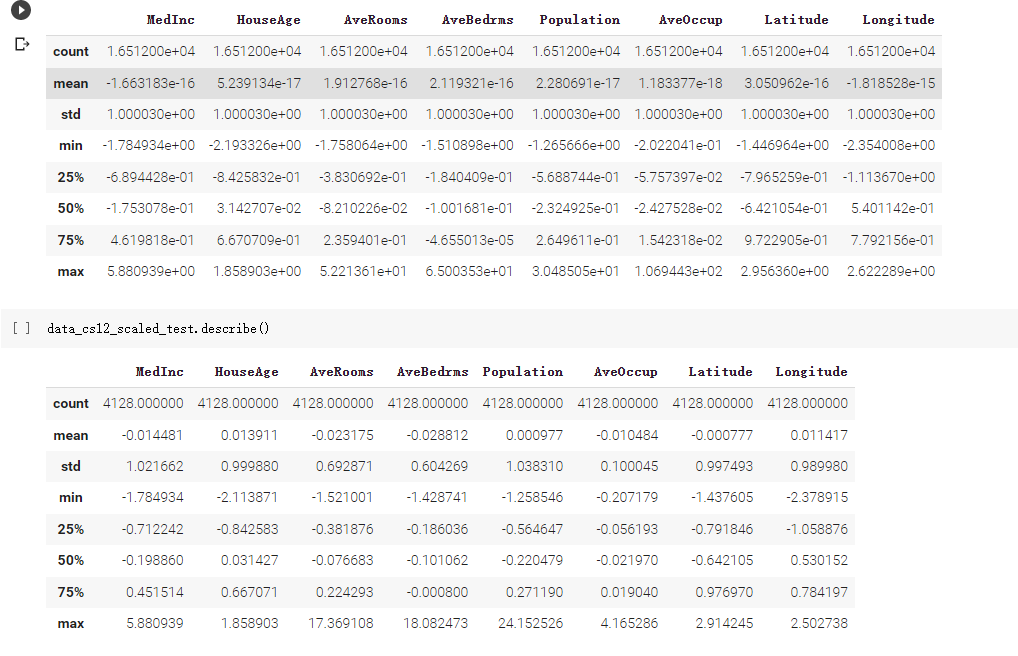 MedInc HouseAge AveRooms AveBedrms Population AveOccup Latitude Longitude
count 1.651200e+04 1.651200e+04 1.651200e+04 1.651200e+04 1.651200e+04 1.651200e+04 1.651200e+04 1.651200e+04
mean -1.663183e-16 5.239134e-17 1.912768e-16 2.119321e-16 2.280691e-17 1.183377e-18 3.050962e-16 -1.818528e-15
std 1.000030e+00 1.000030e+00 1.000030e+00 1.000030e+00 1.000030e+00 1.000030e+00 1.000030e+00 1.000030e+00
min -1.784934e+00 -2.193326e+00 -1.758064e+00 -1.510898e+00 -1.265666e+00 -2.022041e-01 -1.446964e+00 -2.354008e+00
25% -6.894428e-01 -8.425832e-01 -3.830692e-01 -1.840409e-01 -5.688744e-01 -5.757397e-02 -7.965259e-01 -1.113670e+00
50% -1.753078e-01 3.142707e-02 -8.210226e-02 -1.001681e-01 -2.324925e-01 -2.427528e-02 -6.421054e-01 5.401142e-01
75% 4.619818e-01 6.670709e-01 2.359401e-01 -4.655013e-05 2.649611e-01 1.542318e-02 9.722905e-01 7.792156e-01
max 5.880939e+00 1.858903e+00 5.221361e+01 6.500353e+01 3.048505e+01 1.069443e+02 2.956360e+00 2.622289e+00
[ ] data_csl2_scaled_test.describe()
MedInc HouseAge AveRooms AveBedrms Population AveOccup Latitude Longitude
count 4128.000000 4128.000000 4128.000000 4128.000000 4128.000000 4128.000000 4128.000000 4128.000000
mean -0.014481 0.013911 -0.023175 -0.028812 0.000977 -0.010484 -0.000777 0.011417
std 1.021662 0.999880 0.692871 0.604269 1.038310 0.100045 0.997493 0.989980
min -1.784934 -2.113871 -1.521001 -1.428741 -1.258546 -0.207179 -1.437605 -2.378915
25% -0.712242 -0.842583 -0.381876 -0.186036 -0.564647 -0.056193 -0.791846 -1.058876
50% -0.198860 0.031427 -0.076683 -0.101062 -0.220479 -0.021970 -0.642105 0.530152
75% 0.451514 0.667071 0.224293 -0.000800 0.271190 0.019040 0.976970 0.784197
max 5.880939 1.858903 17.369108 18.082473 24.152526 4.165286 2.914245 2.502738